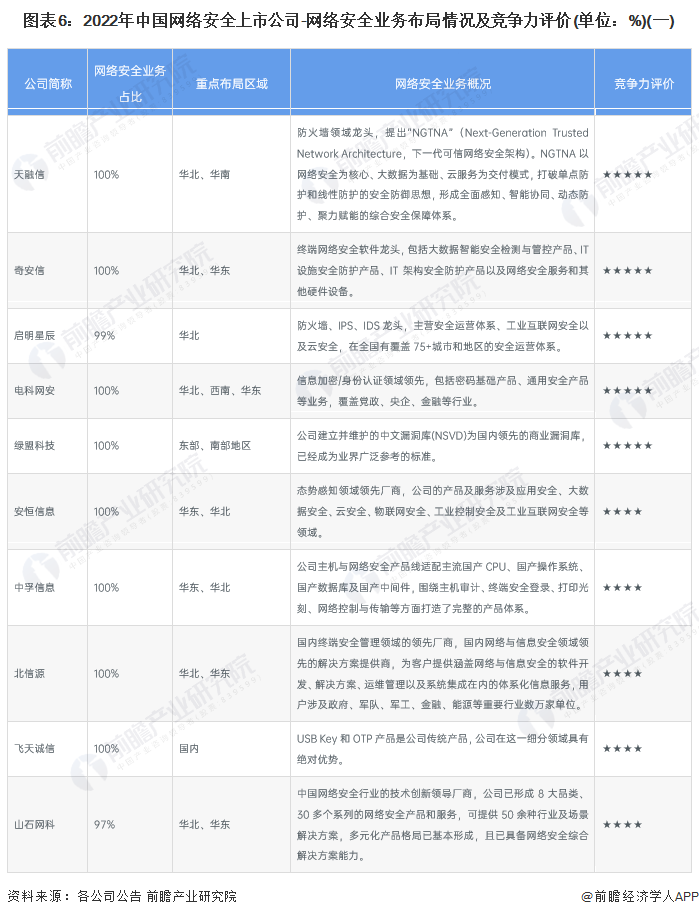 图表6：2022年中国网络安全上市公司-网络安全业务布局情况及竞争力评价(单位：%)(一)
公司简称
网络安全业务
占比
重点布局区域
网络安全业务概况
竞争力评价
天融信
100%
华北、华南
防火墙领域龙头，提出“NGTNA”（Next-Generation Trusted
Network Architecture，下一代可信网络安全架构）。NGTNA 以
网络安全为核心、大数据为基础、云服务为交付模式，打破单点防
护和线性防护的安全防御思想，形成全面感知、智能协同、动态防
护、聚力赋能的综合安全保障体系。
★★★★★
奇安信
100%
华北、华东
终端网络安全软件龙头，包括大数据智能安全检测与管控产品、IT
设施安全防护产品、IT 架构安全防护产品以及网络安全服务和其
他硬件设备。
★★★★★
启明星辰
99%
华北
防火墙、IPS、IDS 龙头，主营安全运营体系、工业互联网安全以
及云安全，在全国有覆盖 75+城市和地区的安全运营体系。
★★★★★
电科网安
100%
华北、西南、华东
信息加密/身份认证领域领先，包括密码基础产品、通用安全产品
等业务，覆盖党政、央企、金融等行业。
★★★★★
绿盟科技
100%
东部、南部地区
公司建立并维护的中文漏洞库(NSVD)为国内领先的商业漏洞库，
已经成为业界广泛参考的标准。
★★★★★
安恒信息
100%
华东、华北
态势感知领域领先厂商，公司的产品及服务涉及应用安全、大数
据安全、云安全、物联网安全、工业控制安全及工业互联网安全等
领域。
★★★★
中孚信息
100%
华东、华北
公司主机与网络安全产品线适配主流国产 CPU、国产操作系统、
国产数据库及国产中间件，围绕主机审计、终端安全登录、打印光
刻、网络控制与传输等方面打造了完整的产品体系。
★★★★
北信源
100%
华北、华东
国内终端安全管理领域的领先厂商，国内网络与信息安全领域领
先的解决方案提供商，为客户提供涵盖网络与信息安全的软件开
发、解决方案、运维管理以及系统集成在内的体系化信息服务，用
户涉及政府、军队、军工、金融、能源等重要行业数万家单位。
★★★★
飞天诚信
100%
国内
USB Key 和 OTP 产品是公司传统产品，公司在这一细分领域具有
绝对优势。
★★★★
山石网科
97%
华北、华东
中国网络安全行业的技术创新领导厂商，公司已形成 8 大品类、
30 多个系列的网络安全产品和服务，可提供 50 余种行业及场景
解决方案，多元化产品格局已基本形成，且已具备网络安全综合
解决方案能力。
★★★★
资料来源：各公司公告 前瞻产业研究院
@前瞻经济学人APP
前瞻产业研究院